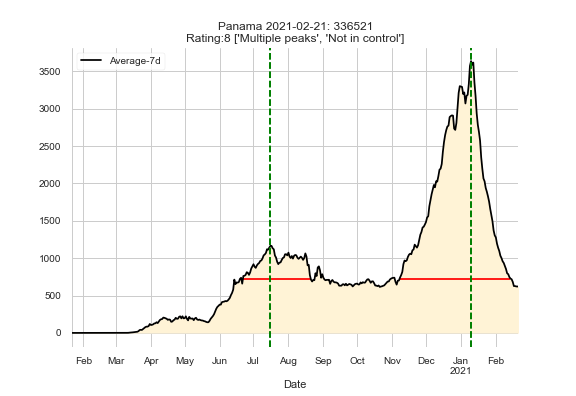 Panama 2021-02-21: 336521
Rating:8 ['Multiple peaks', 'Not in control']
Average-7d
3500
3000
2500
2000
1500
1000
500
0
Feb Mar Apr May Jun Jul Aug Sep Oct Nov Dec Jan Feb
2021
Date